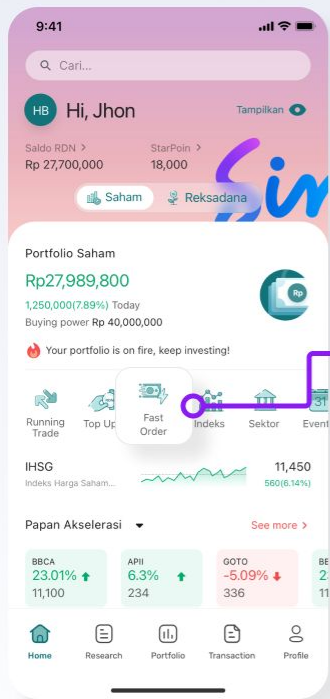 9:41
Cari...
HB
Hi, Jhon
Tampilkan
Saldo RDN >
StarPoin >
Rp 27,700,000
18,000
Saham
Reksadana
Portfolio Saham
Rp27,989,800
1,250,000(7.89%) Today
Buying power Rp 40,000,000
Rp
Your portfolio is on fire, keep investing!
Running Trade
Top Up
Fast Order
Indeks
Sektor
31
Event
IHSG
11,450
Indeks Harga Saham...
560(6.14%)
Papan Akselerasi
See more >
BBCA
APII
GOTO
23.01%
6.3%
-5.09%
11,100
234
336
Home
Research
Portfolio
Transaction
Profile